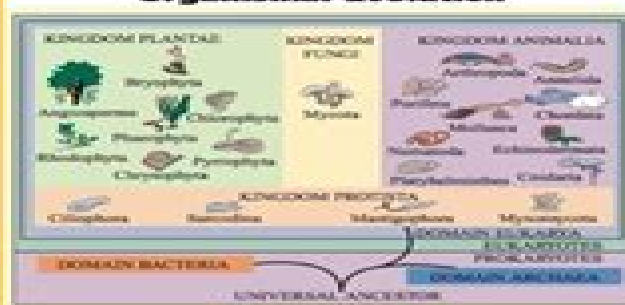 KINGDOM PLANTAE
KINGDOM FUNGI
KINGDOM ANIMALIA
Bryophyta
Angiosperms
Chlorophyta
Phaeophyta
Rhodophyta
Pyrrophyta
Chrysophyta
Mycota
Arthropoda
Annelida
Porifera
Chordata
Mollusca
Nematoda
Echinodermata
Platyhelminthes
Cnidaria
KINGDOM PROTISTA
Ciliophora
Sarcodina
Mastigophora
Myxomycota
DOMAIN EUKARYA
EUKARYOTES
PROKARYOTES
DOMAIN BACTERIA
DOMAIN ARCHAEA
UNIVERSAL ANCESTOR